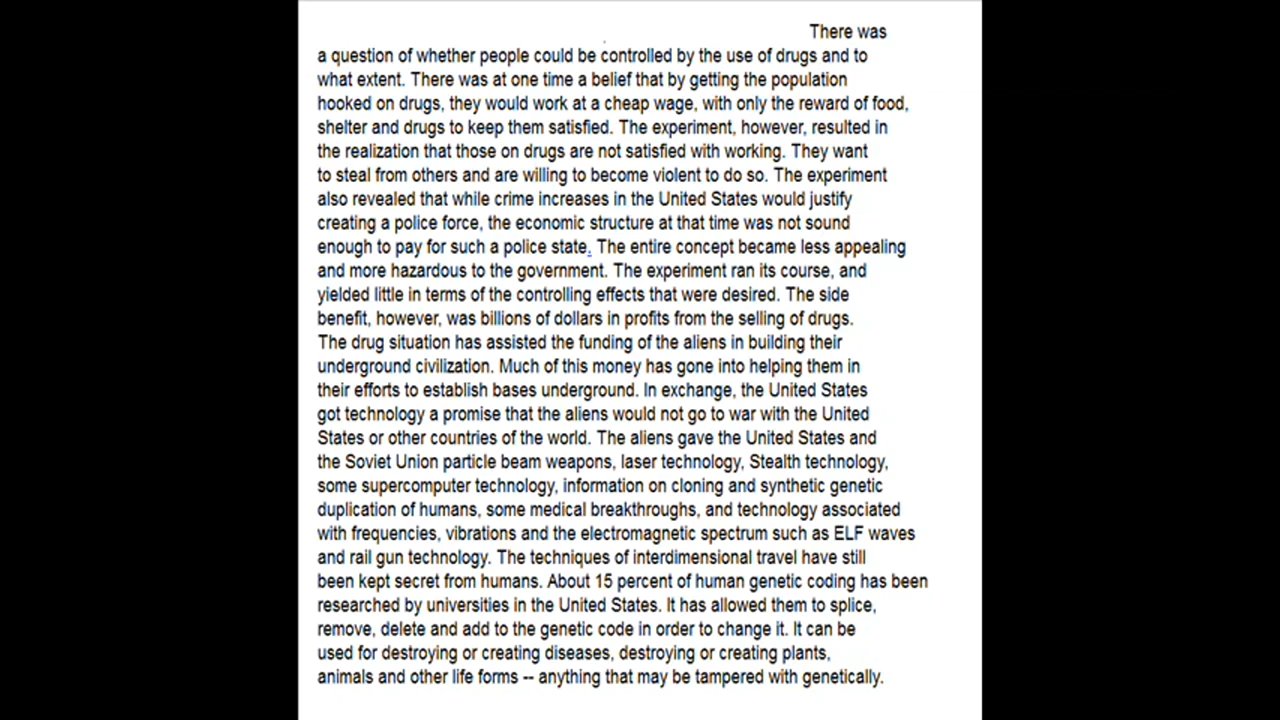 There was
a question of whether people could be controlled by the use of drugs and to
what extent. There was at one time a belief that by getting the population
hooked on drugs, they would work at a cheap wage, with only the reward of food,
shelter and drugs to keep them satisfied. The experiment, however, resulted in
the realization that those on drugs are not satisfied with working. They want
to steal from others and are willing to become violent to do so. The experiment
also revealed that while crime increases in the United States would justify
creating a police force, the economic structure at that time was not sound
enough to pay for such a police state. The entire concept became less appealing
and more hazardous to the government. The experiment ran its course, and
yielded little in terms of the controlling effects that were desired. The side
benefit, however, was billions of dollars in profits from the selling of drugs.
The drug situation has assisted the funding of the aliens in building their
underground civilization. Much of this money has gone into helping them in
their efforts to establish bases underground. In exchange, the United States
got technology a promise that the aliens would not go to war with the United
States or other countries of the world. The aliens gave the United States and
the Soviet Union particle beam weapons, laser technology, Stealth technology,
some supercomputer technology, information on cloning and synthetic genetic
duplication of humans, some medical breakthroughs, and technology associated
with frequencies, vibrations and the electromagnetic spectrum such as ELF waves
and rail gun technology. The techniques of interdimensional travel have still
been kept secret from humans. About 15 percent of human genetic coding has been
researched by universities in the United States. It has allowed them to splice,
remove, delete and add to the genetic code in order to change it. It can be
used for destroying or creating diseases, destroying or creating plants,
animals and other life forms -- anything that may be tampered with genetically.